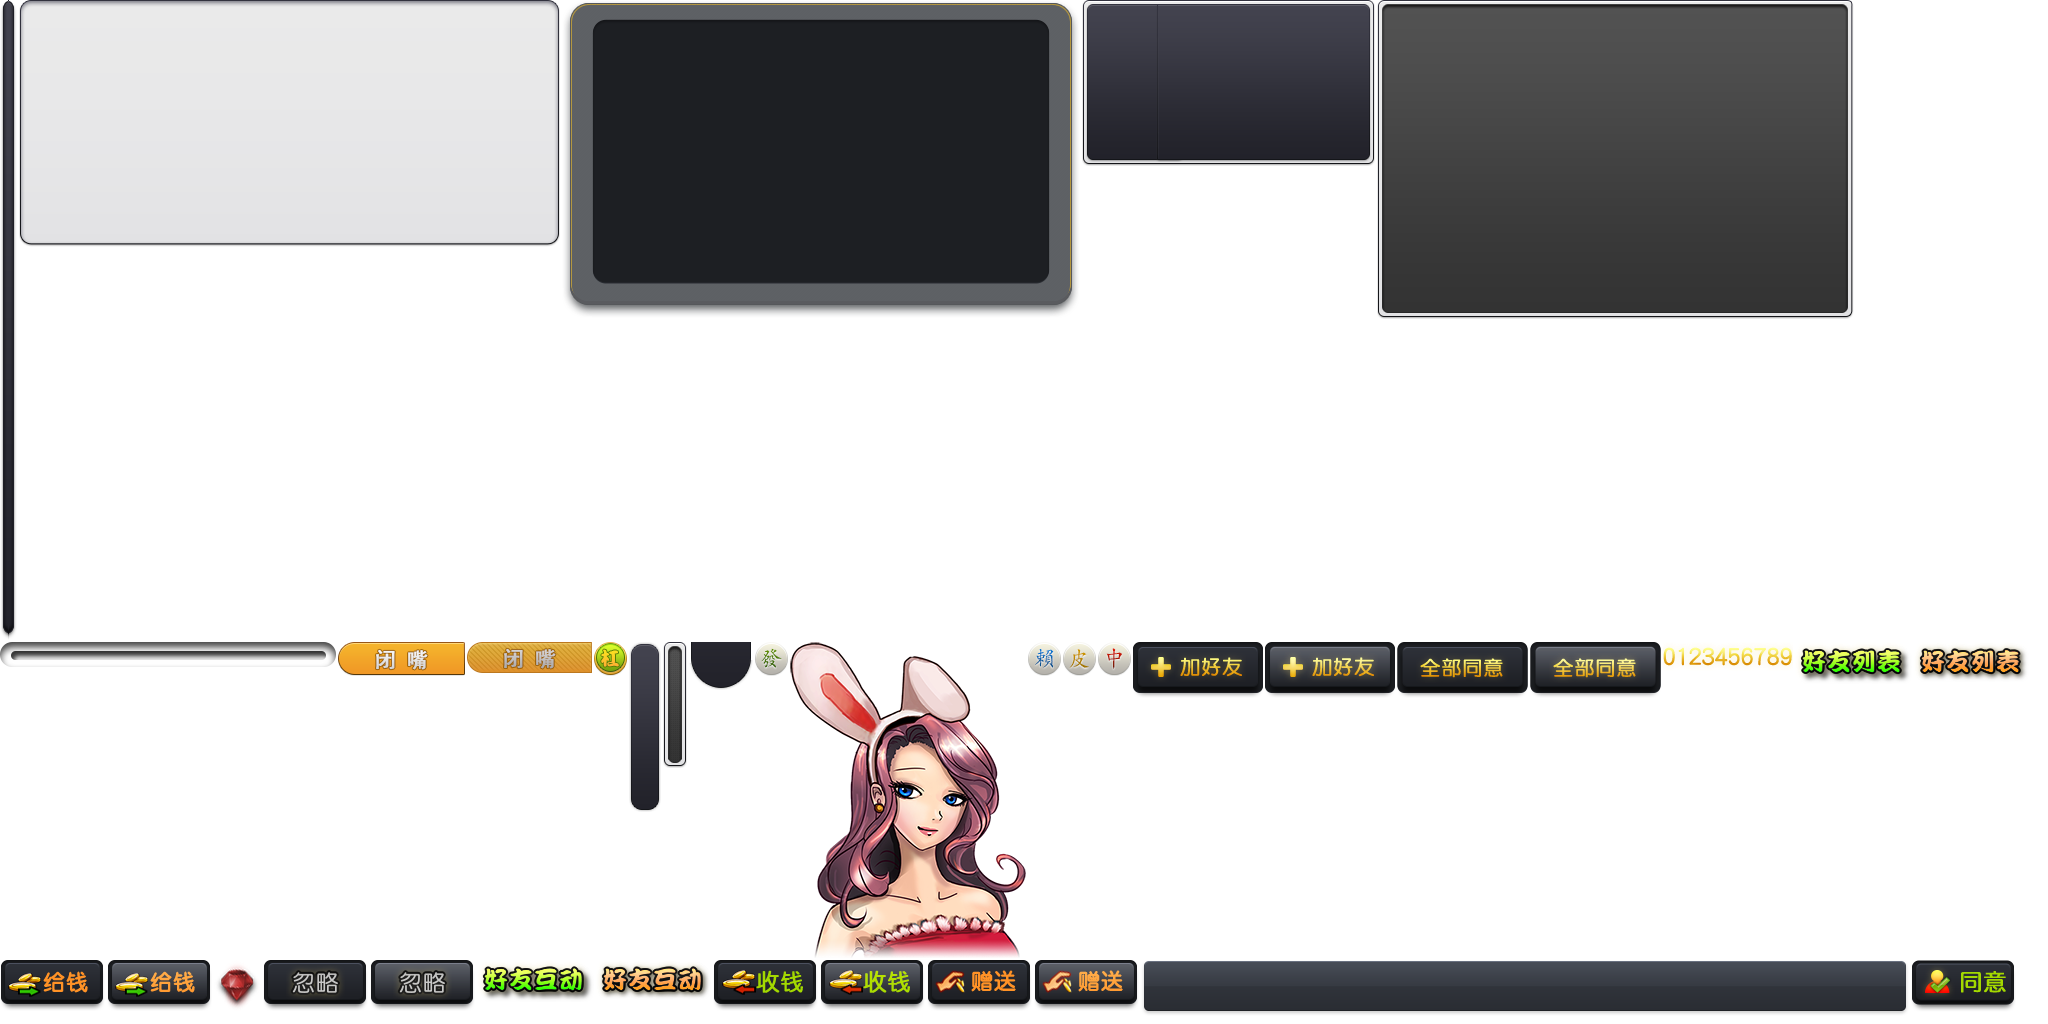 闭 嘴
闭 嘴
杠
發
賴
皮
中
加好友
加好友
全部同意
全部同意
0123456789
好友列表
好友列表
给钱
给钱
忽略
忽略
好友互动
好友互动
收钱
收钱
赠送
赠送
同意